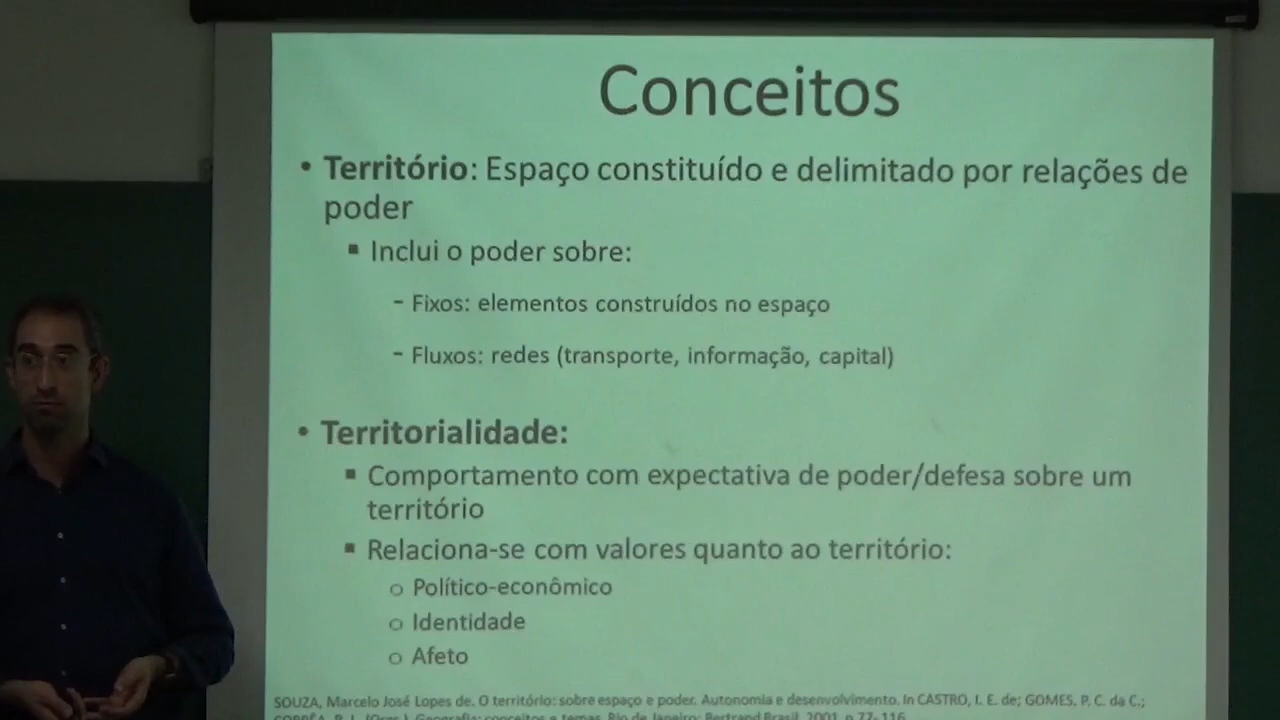 Conceitos
• Território: Espaço constituído e delimitado por relações de
poder
▪ Inclui o poder sobre:
- Fixos: elementos construídos no espaço
- Fluxos: redes (transporte, informação, capital)
• Territorialidade:
▪ Comportamento com expectativa de poder/defesa sobre um
território
▪ Relaciona-se com valores quanto ao território:
o Político-econômico
o Identidade
o Afeto
SOUZA, Marcelo José Lopes de. O território: sobre espaço e poder. Autonomia e desenvolvimento. In CASTRO, I. E. de; GOMES, P. C. da C.;
CORRÊA, R. L. (Orgs.). Geografia: conceitos e temas. Rio de Janeiro: Bertrand Brasil, 2001, p 77- 116